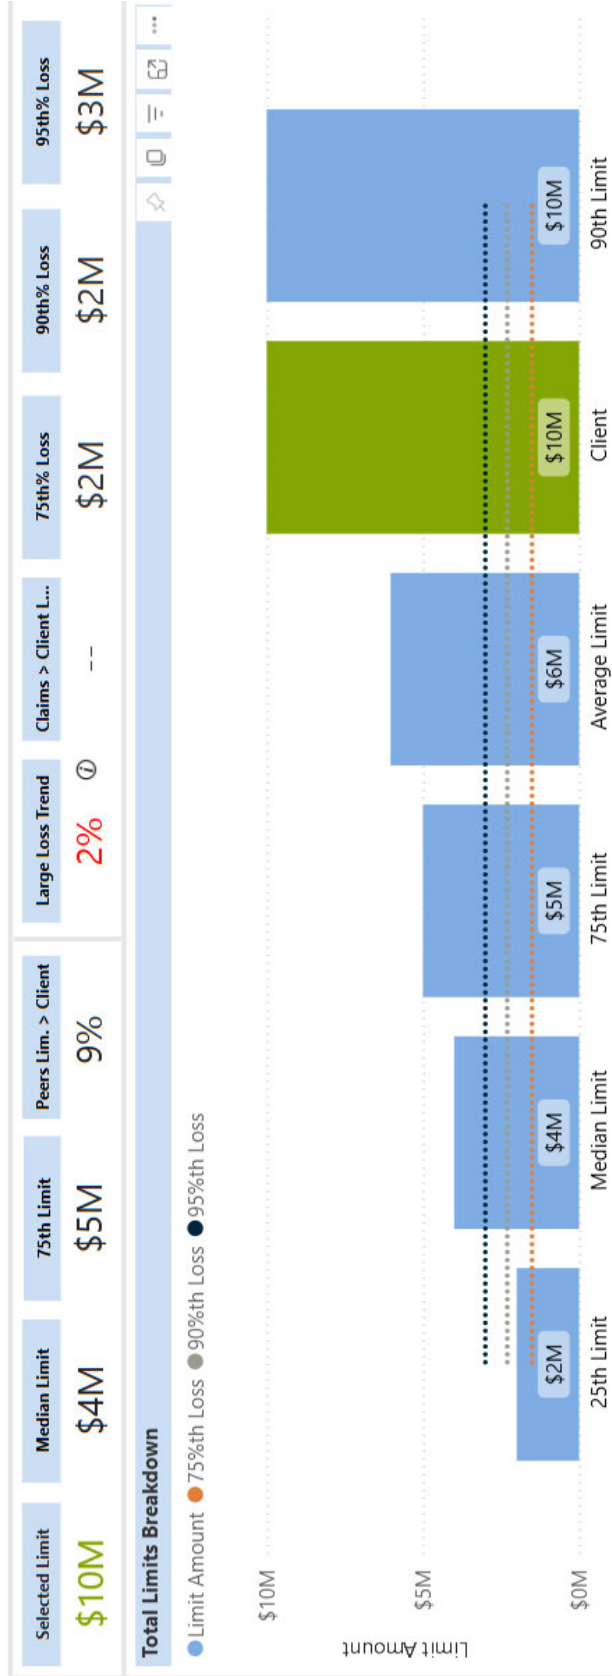 Selected Limit
Median Limit
75th Limit
Peers Lim. > Client
Large Loss Trend
Claims > Client L...
75th% Loss
90th% Loss
95th% Loss
$10M
$4M
$5M
9%
2%
--
$2M
$2M
$3M
Total Limits Breakdown
Limit Amount
75%th Loss
90%th Loss
95%th Loss
Limit Amount
$10M
$5M
$0M
$2M
$4M
$5M
$6M
$10M
$10M
25th Limit
Median Limit
75th Limit
Average Limit
Client
90th Limit